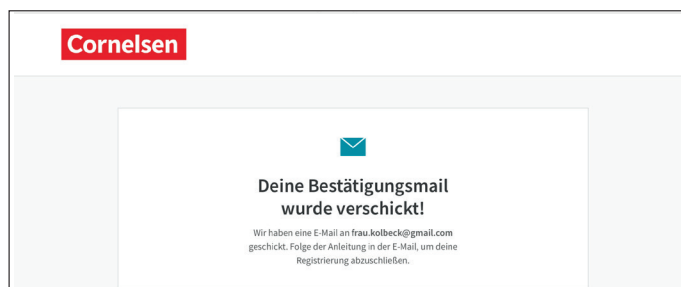 Cornelsen
Deine Bestätigungsmail
wurde verschickt!
Wir haben eine E-Mail an frau.kolbeck@gmail.com
geschickt. Folge der Anleitung in der E-Mail, um deine
Registrierung abzuschließen.